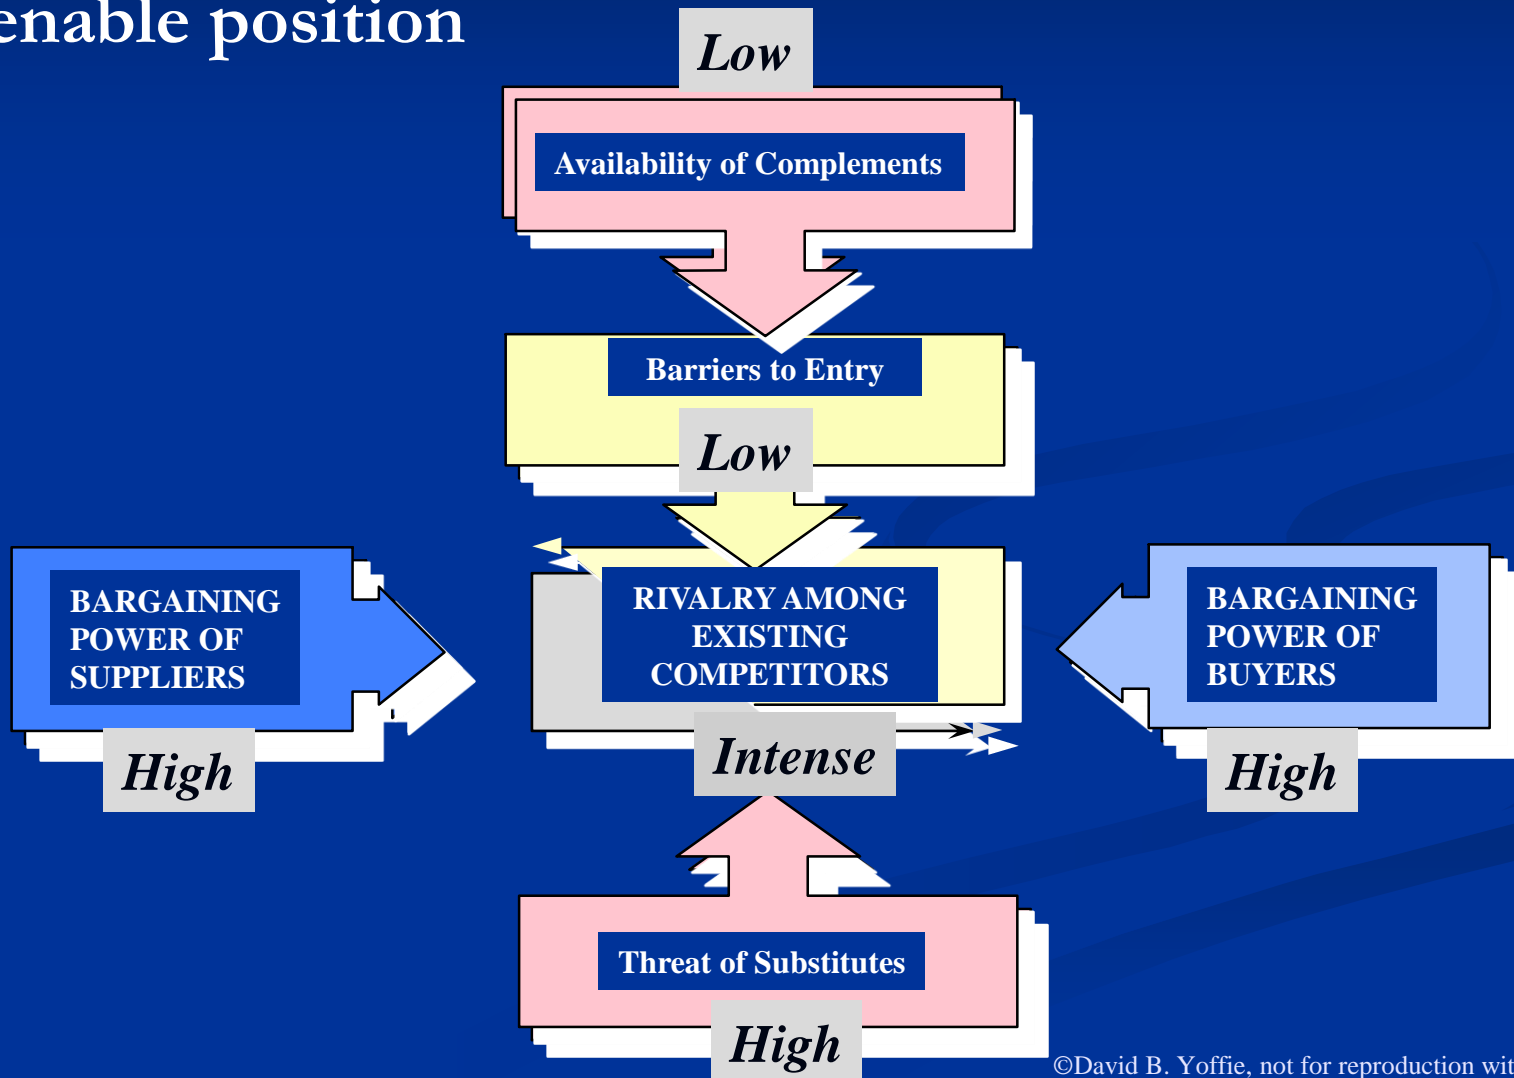 enable position
Low
Availability of Complements
Barriers to Entry
Low
BARGAINING
POWER OF
SUPPLIERS
High
RIVALRY AMONG
EXISTING
COMPETITORS
Intense
BARGAINING
POWER OF
BUYERS
High
Threat of Substitutes
High
©David B. Yoffie, not for reproduction wit